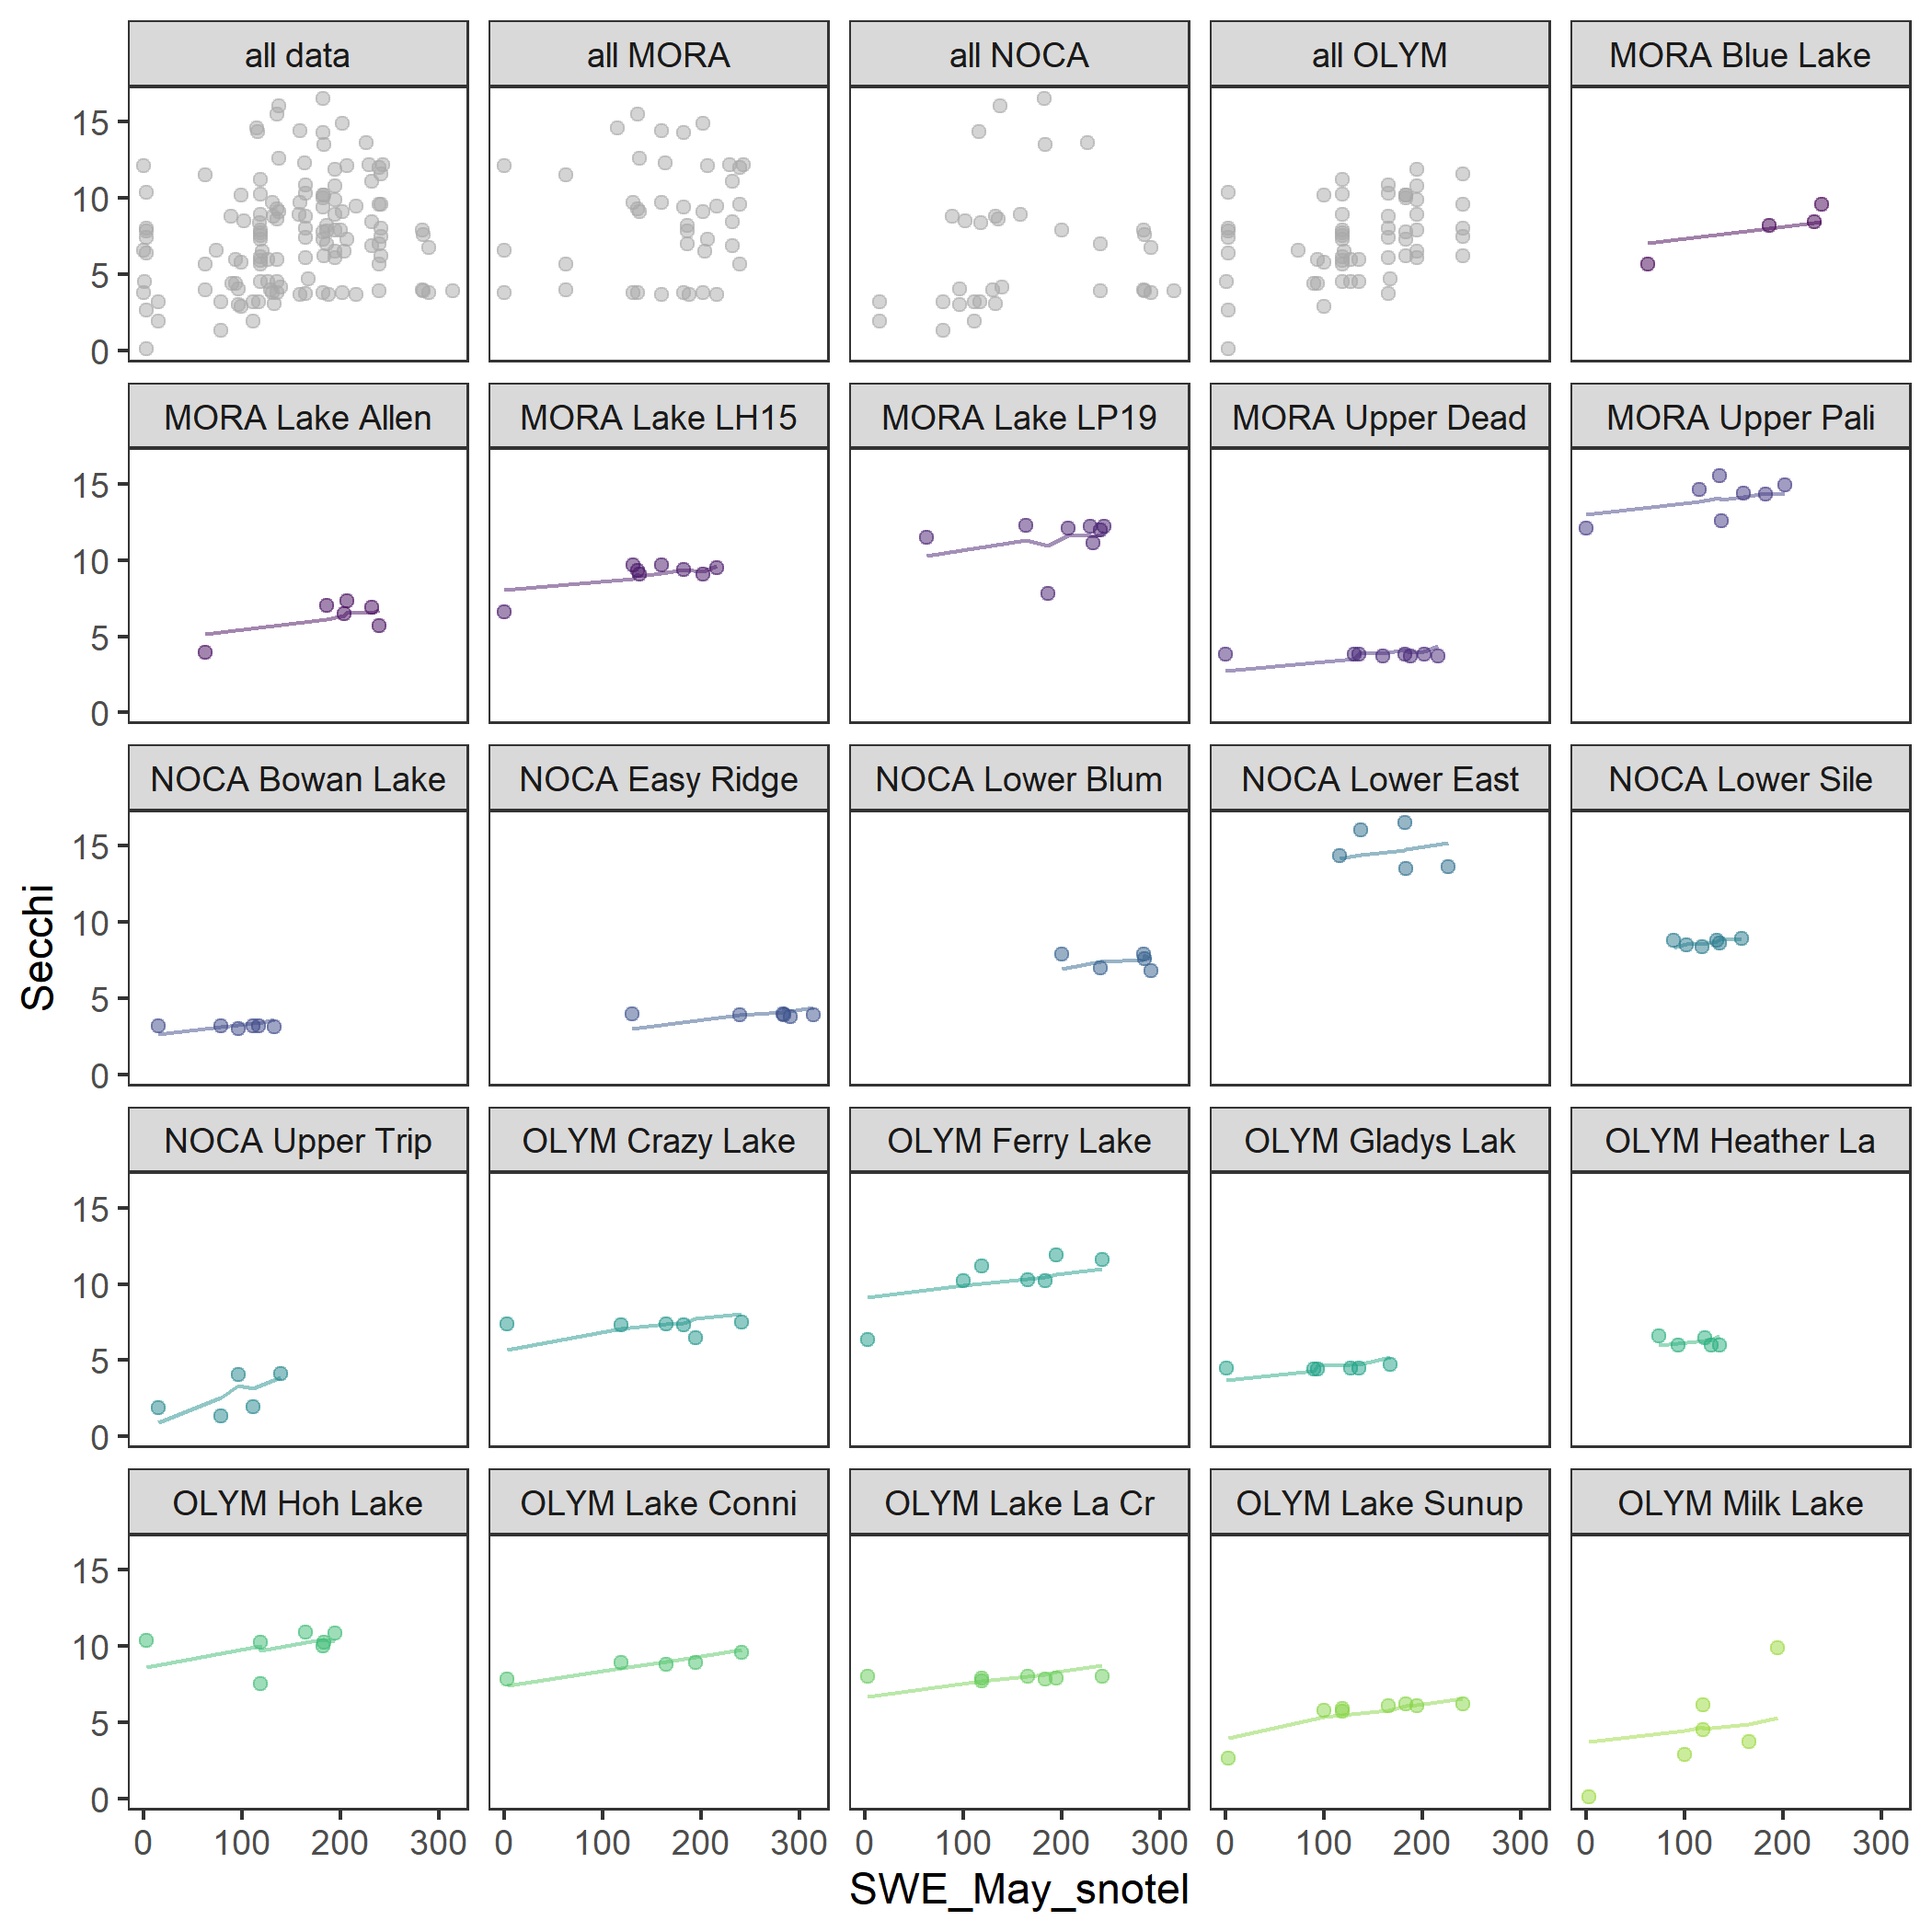 all data
all MORA
all NOCA
all OLYM
MORA Blue Lake
15
10
5
0
MORA Lake Allen
MORA Lake LH15
MORA Lake LP19
MORA Upper Dead
MORA Upper Pali
15
10
5
0
NOCA Bowan Lake
NOCA Easy Ridge
NOCA Lower Blum
NOCA Lower East
NOCA Lower Sile
15
10
5
0
Secchi
NOCA Upper Trip
OLYM Crazy Lake
OLYM Ferry Lake
OLYM Gladys Lak
OLYM Heather La
15
10
5
0
OLYM Hoh Lake
OLYM Lake Conni
OLYM Lake La Cr
OLYM Lake Sunup
OLYM Milk Lake
15
10
5
0
0 100 200 300
0 100 200 300
0 100 200 300
0 100 200 300
0 100 200 300
SWE_May_snotel